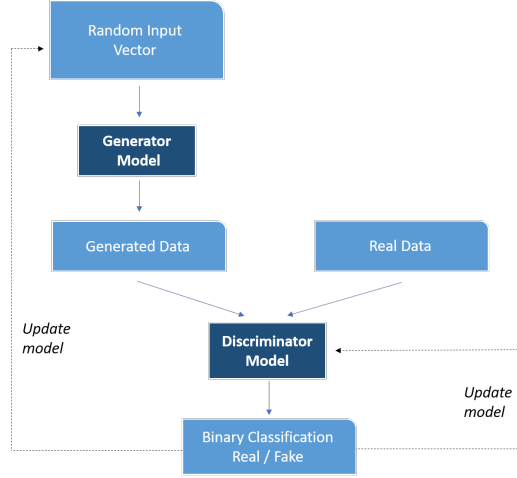 Random Input
Vector
Generator
Model
Generated Data
Real Data
Update
model
Discriminator
Model
Update
model
Binary Classification
Real / Fake